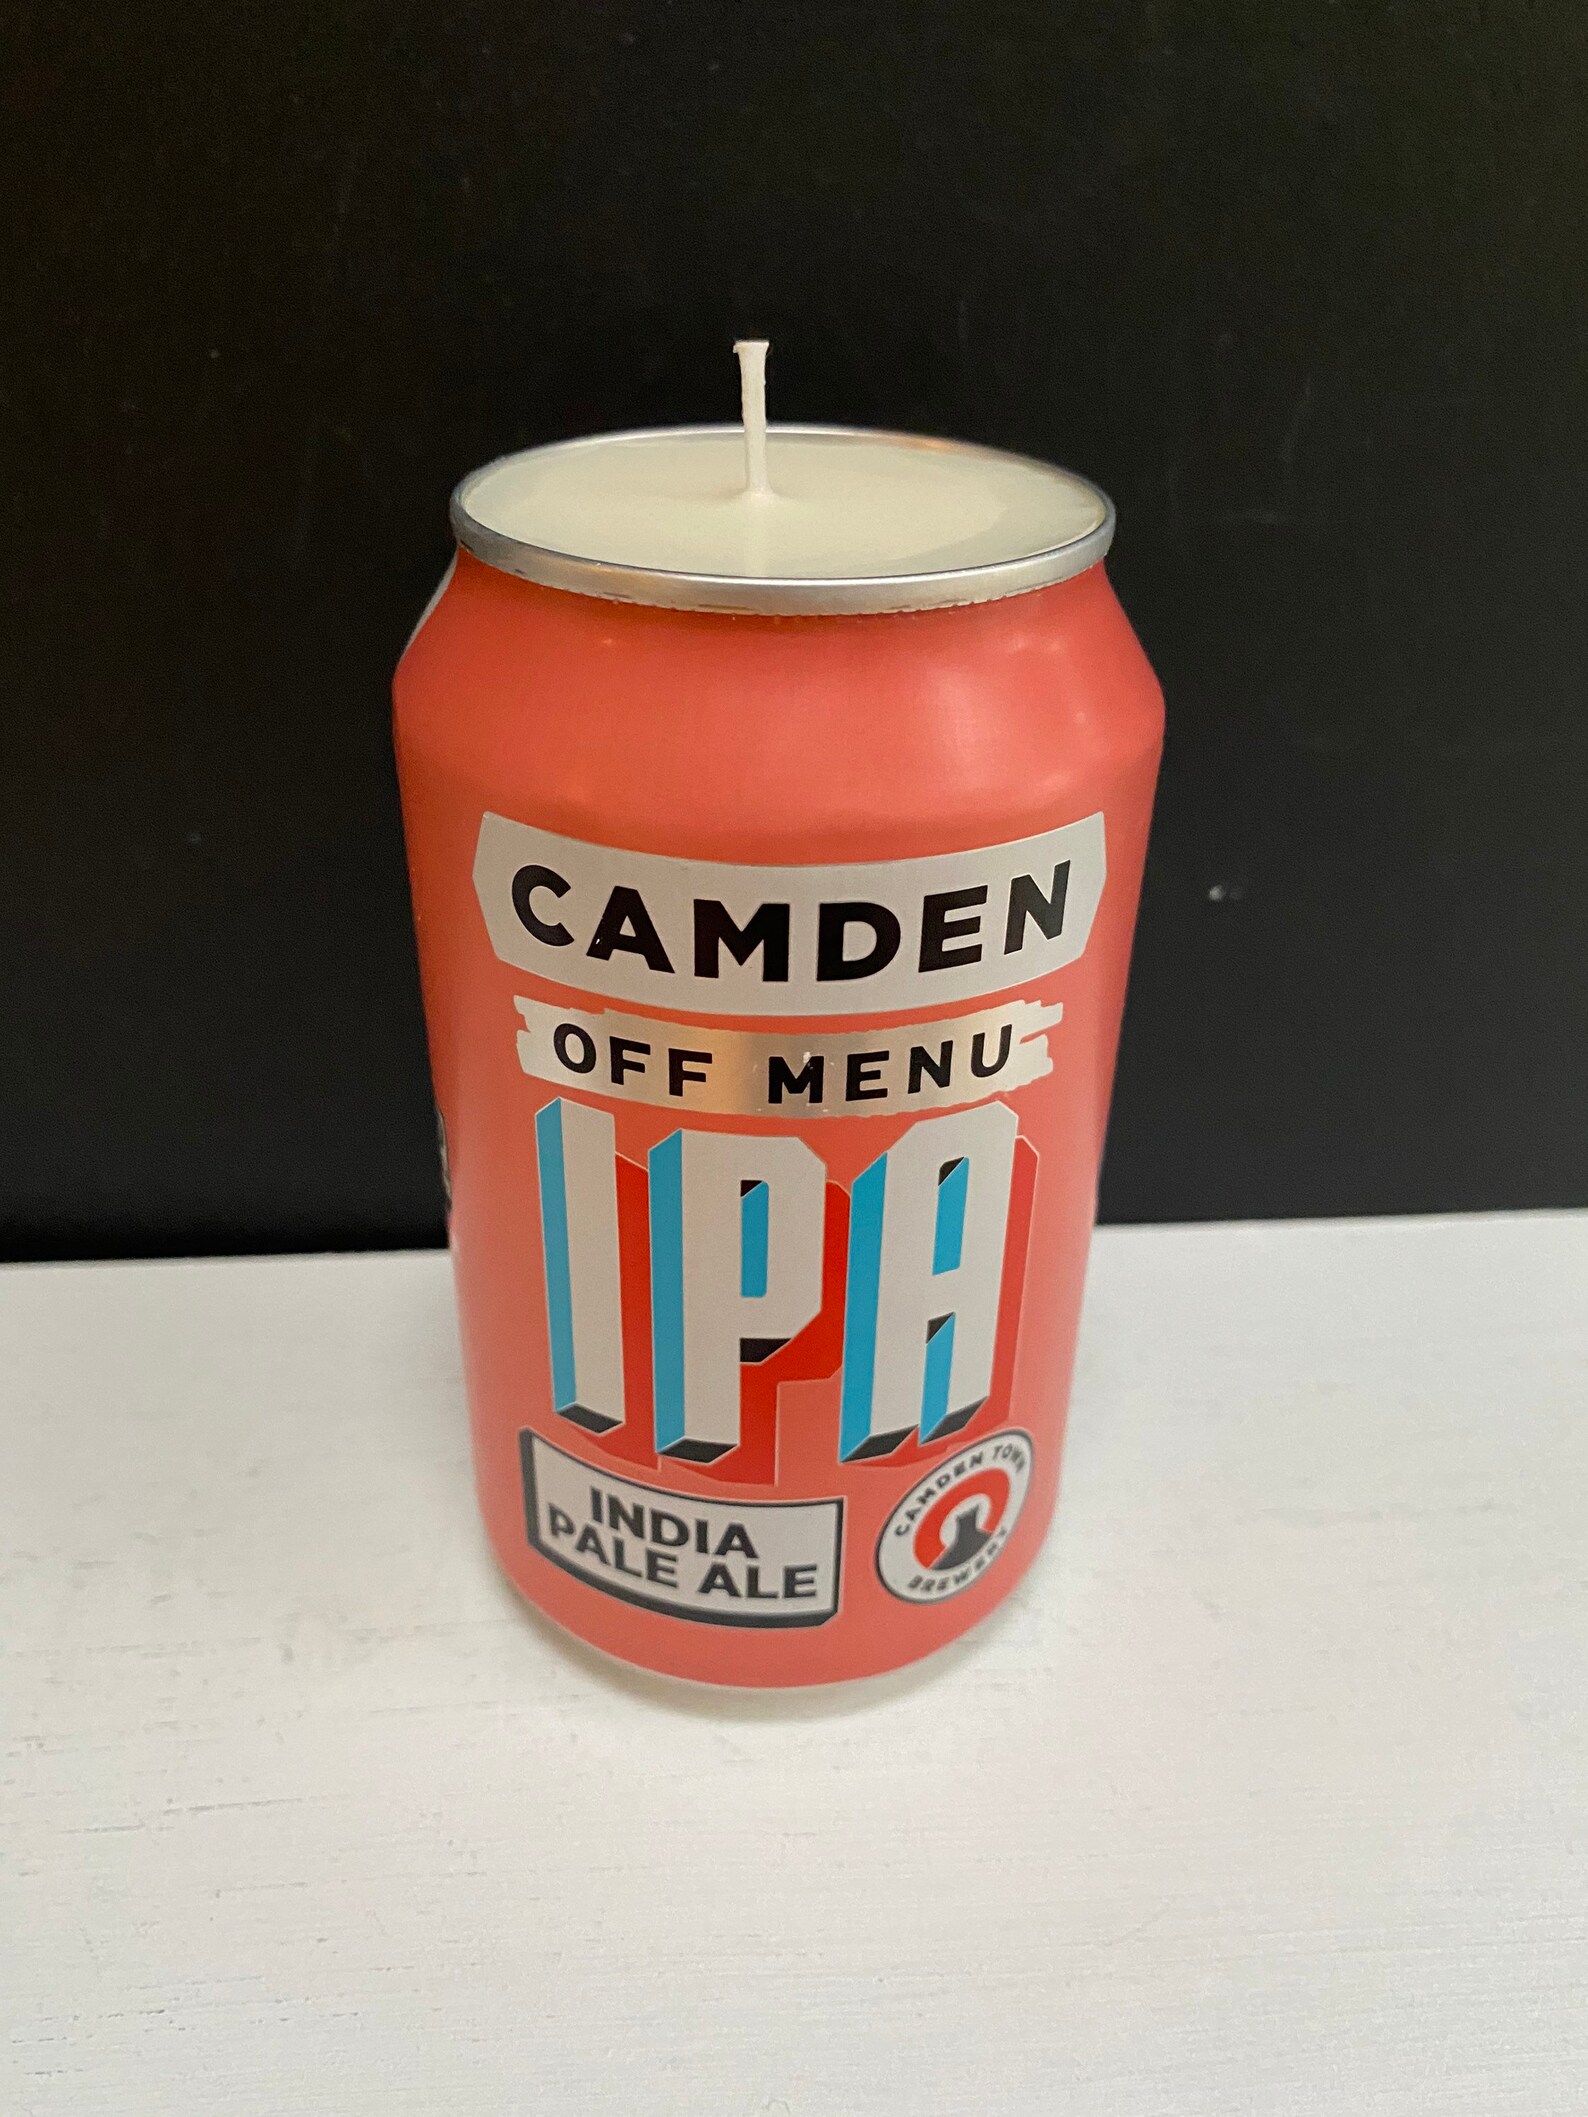 CAMDEN
OFF MENU
IPA
INDIA
PALE ALE
CAMDEN TOWN
BREWERY